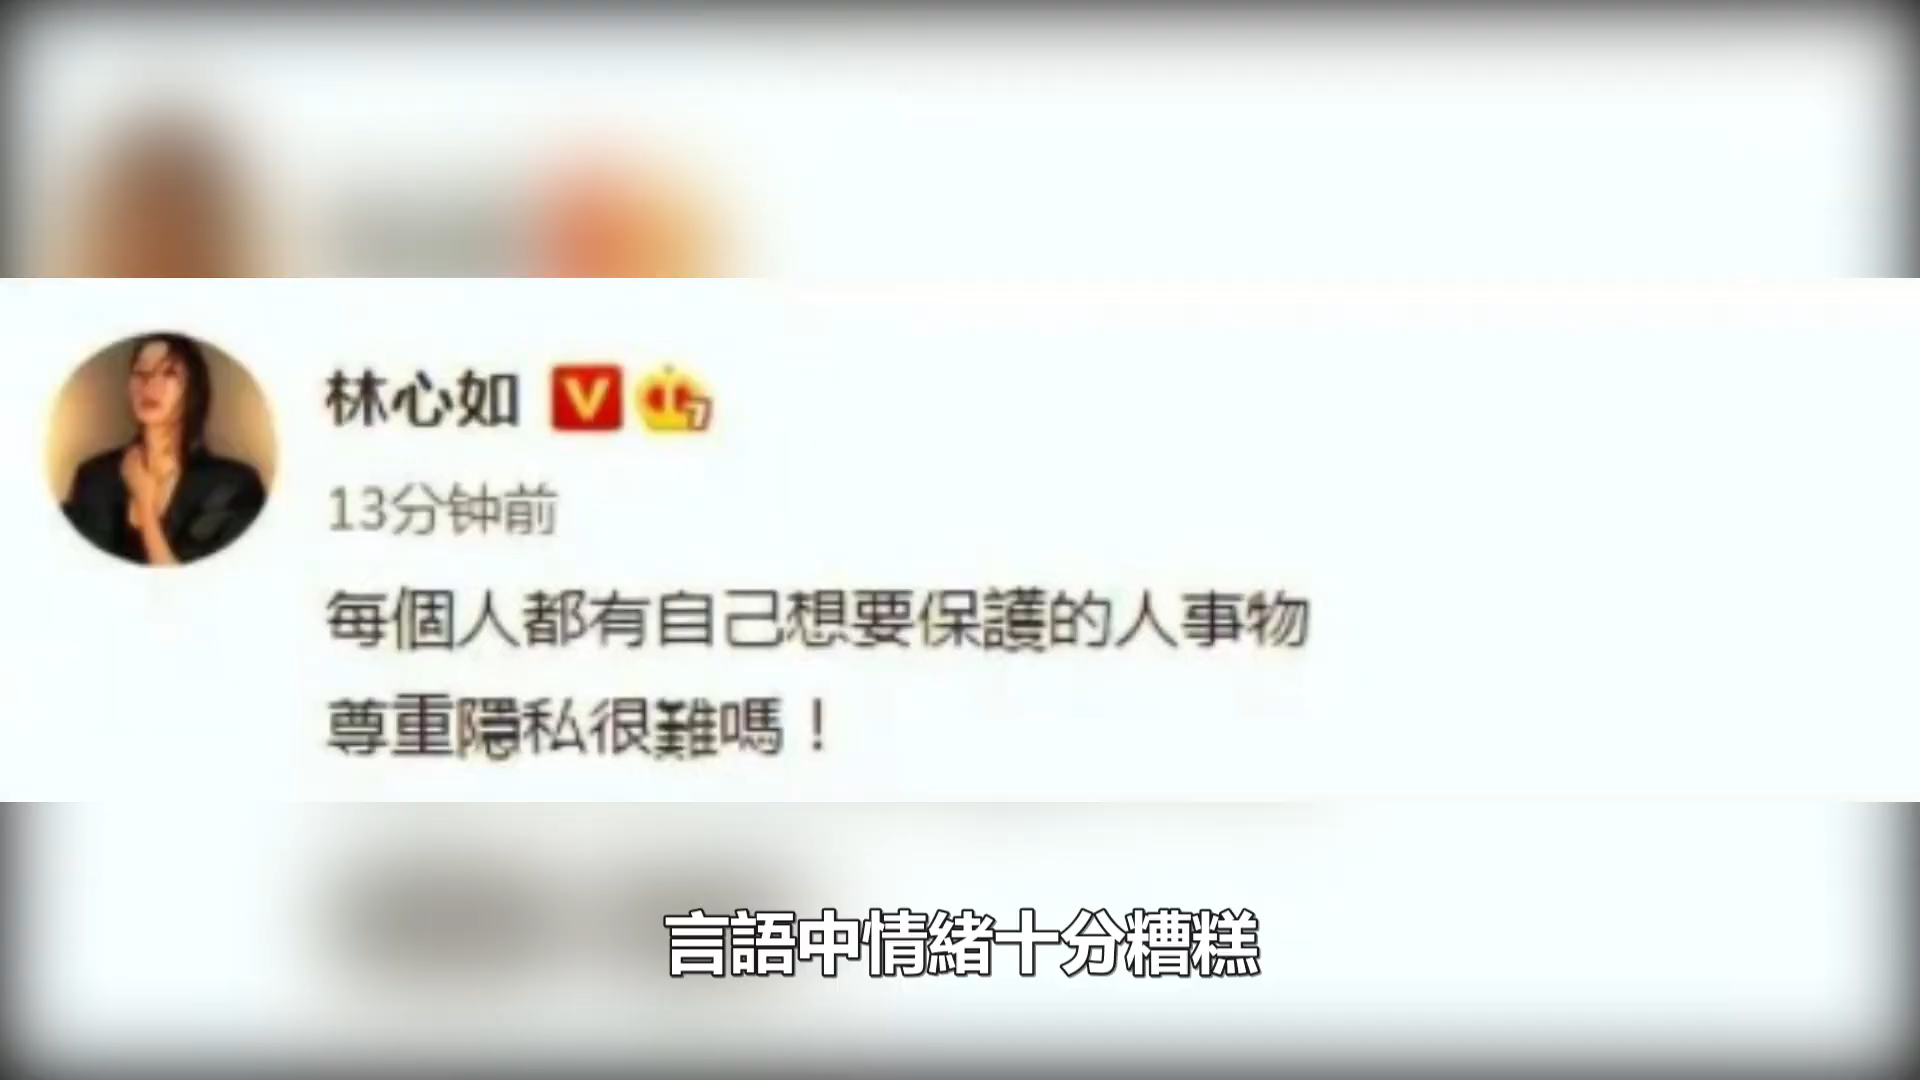 林心如 V 7
13分钟前
每個人都有自己想要保護的人事物
尊重隱私很難嗎！
言語中情緒十分糟糕